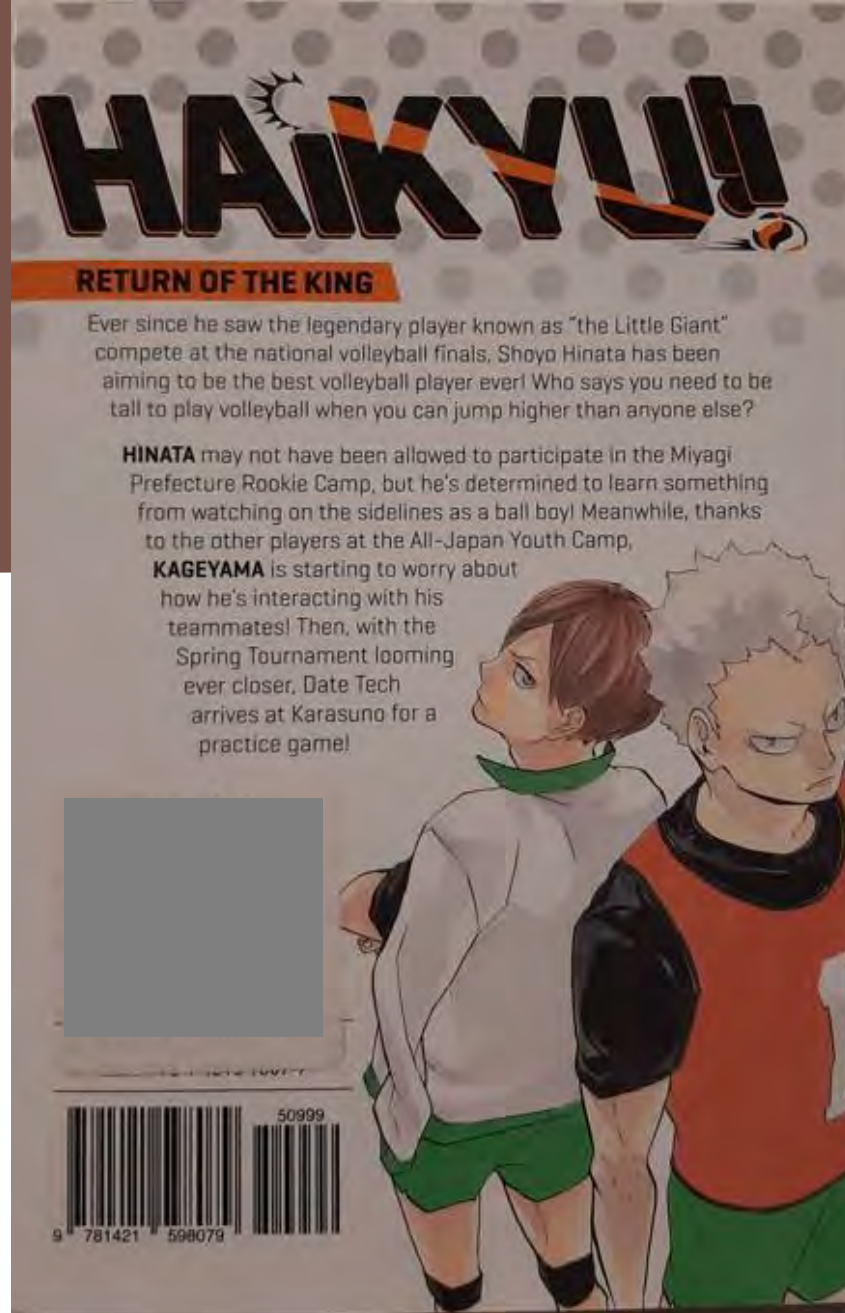 HAiKYU!!
RETURN OF THE KING
Ever since he saw the legendary player known as "the Little Giant"
compete at the national volleyball finals, Shoyo Hinata has been
aiming to be the best volleyball player ever! Who says you need to be
tall to play volleyball when you can jump higher than anyone else?
HINATA may not have been allowed to participate in the Miyagi
Prefecture Rookie Camp, but he's determined to learn something
from watching on the sidelines as a ball boy! Meanwhile, thanks
to the other players at the All-Japan Youth Camp,
KAGEYAMA is starting to worry about
how he's interacting with his
teammates! Then, with the
Spring Tournament looming
ever closer, Date Tech
arrives at Karasuno for a
practice game!
50999
9 781421 598079